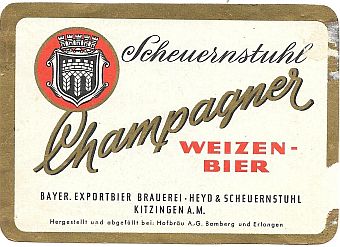 Scheuernstuhl
Champagner
WEIZEN-
BIER
BAYER. EXPORTBIER BRAUEREI · HEYD & SCHEUERNSTUHL
KITZINGEN A.M.
Hergestellt und abgefüllt bei: Hofbräu A.G. Bamberg und Erlangen